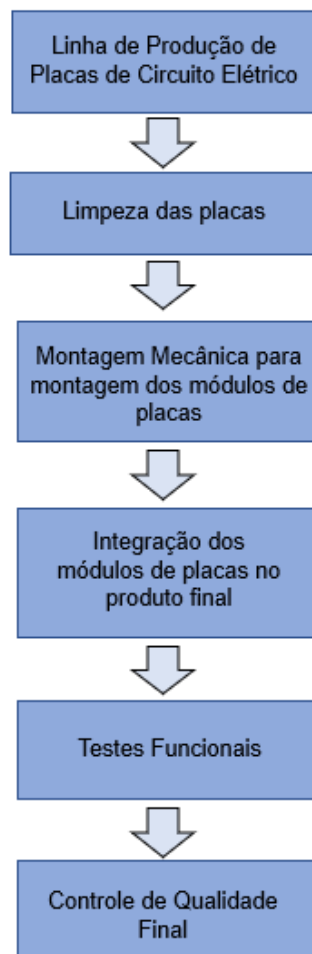 Linha de Produção de
Placas de Circuito Elétrico
Limpeza das placas
Montagem Mecânica para
montagem dos módulos de
placas
Integração dos
módulos de placas no
produto final
Testes Funcionais
Controle de Qualidade
Final